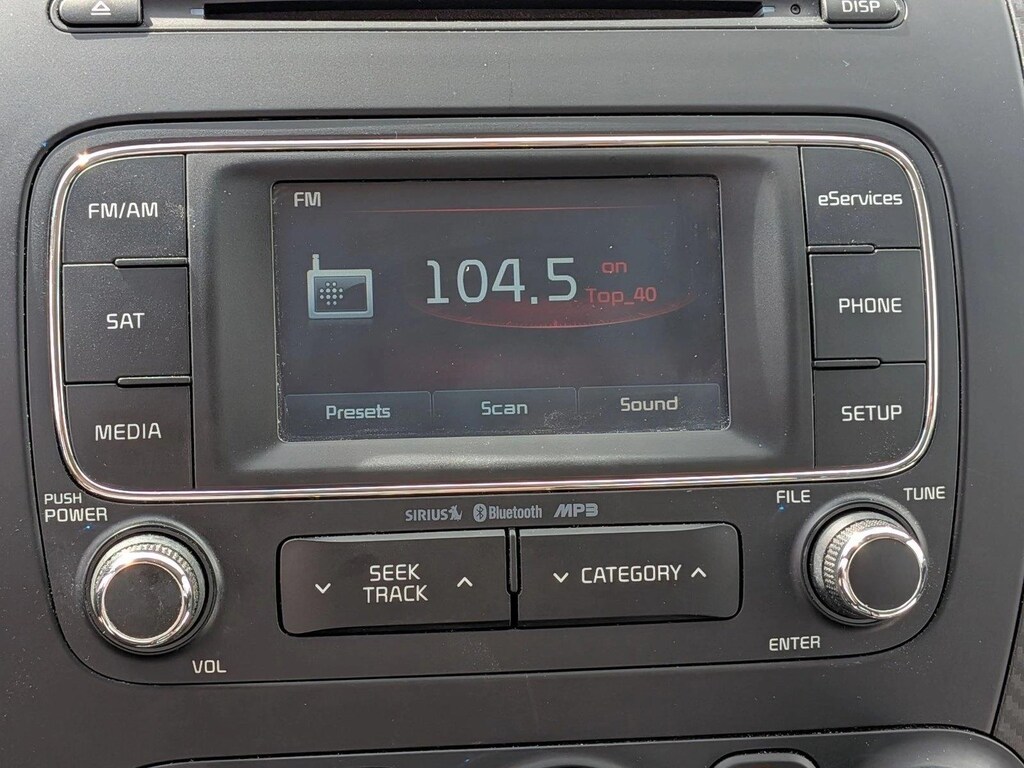 DISP
FM/AM
SAT
MEDIA
FM
104.5
on
Top_40
Presets
Scan
Sound
eServices
PHONE
SETUP
PUSH
POWER
VOL
SIRIUS Bluetooth MP3
SEEK
TRACK
CATEGORY
FILE
TUNE
ENTER